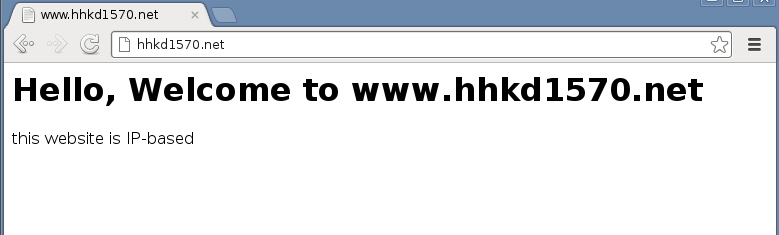 www.hhkd1570.net
hhkd1570.net
Hello, Welcome to www.hhkd1570.net
this website is IP-based